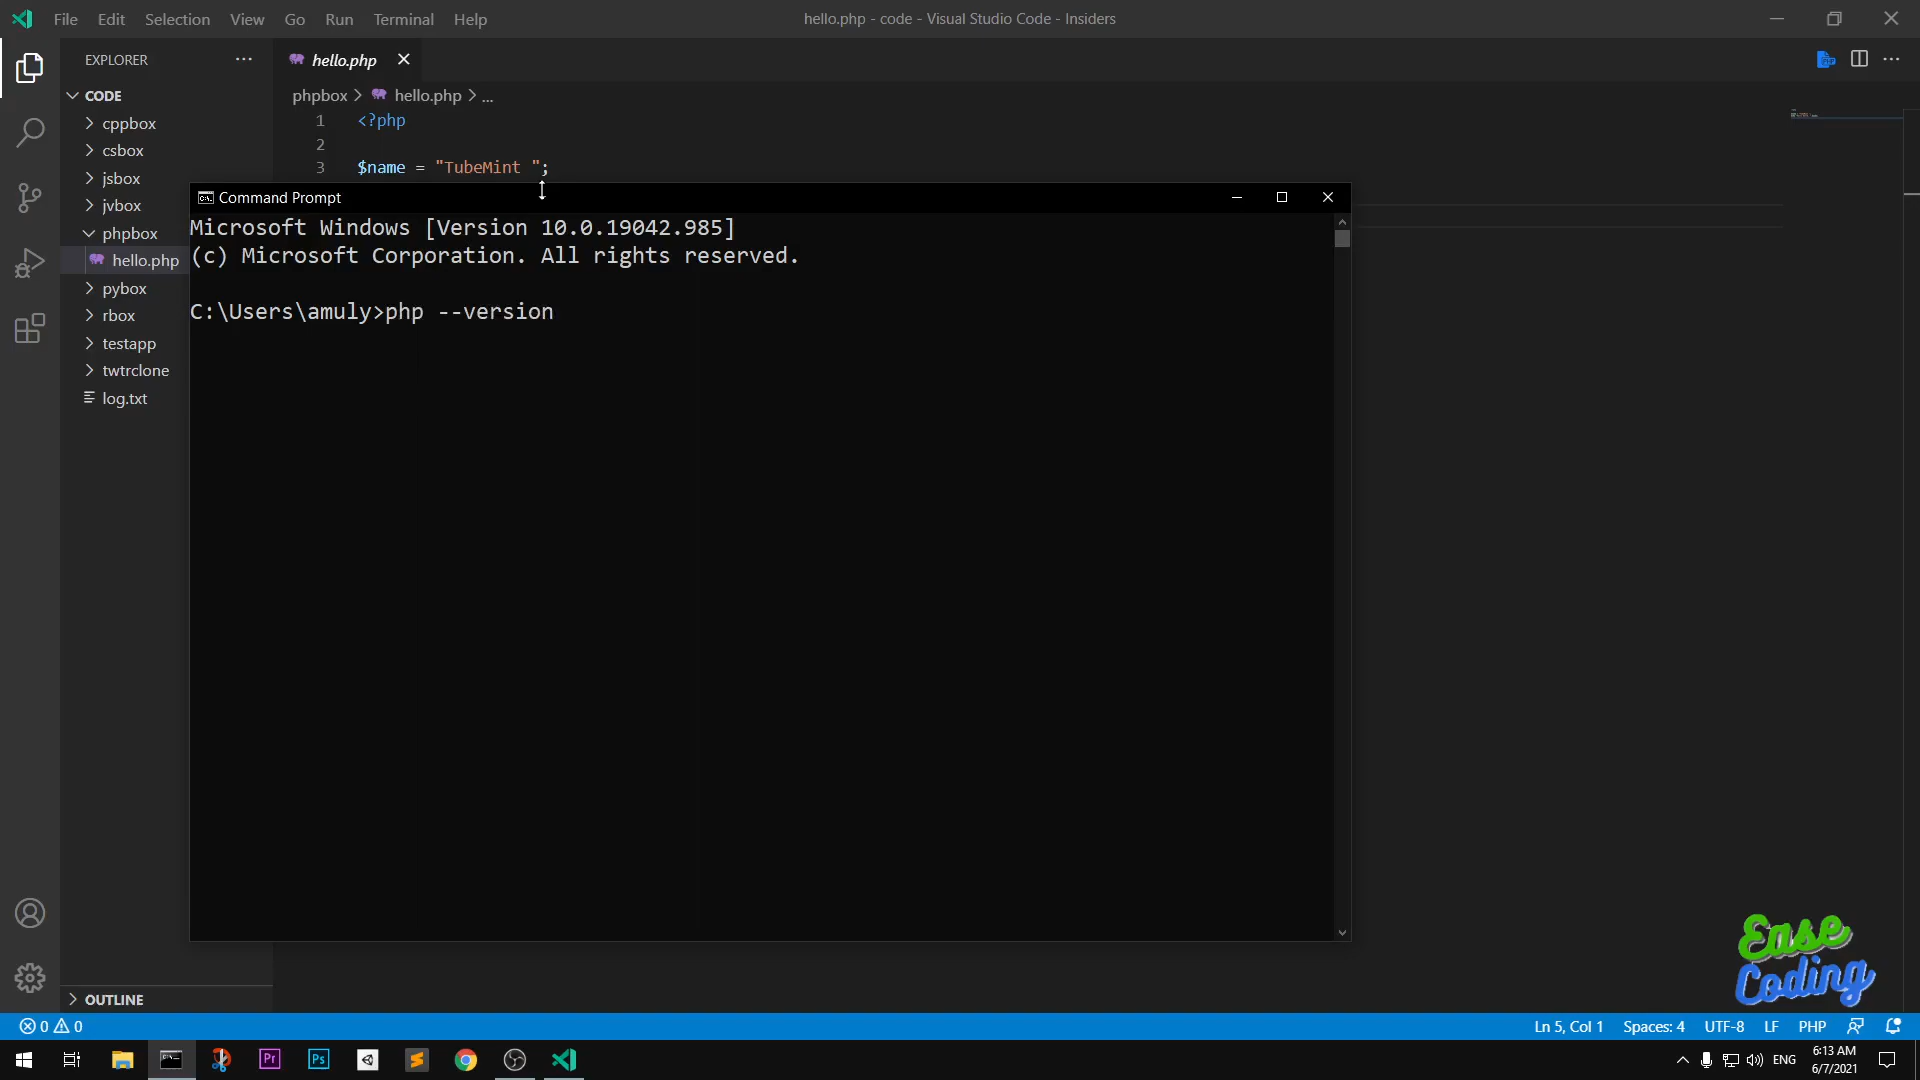 File Edit Selection View Go Run Terminal Help
hello.php - code - Visual Studio Code - Insiders
EXPLORER
hello.php
CODE
phpbox > hello.php > ...
cppbox
csbox
jsbox
jvbox
phpbox
hello.php
pybox
rbox
testapp
twtrclone
log.txt
OUTLINE
1 <?php
2
3 $name = "TubeMint ";
Command Prompt
Microsoft Windows [Version 10.0.19042.985]
(c) Microsoft Corporation. All rights reserved.
C:\Users\amuly>php --version
Ease
Coding
0 0
Ln 5, Col 1 Spaces: 4 UTF-8 LF PHP
Pr Ps
ENG
6:13 AM
6/7/2021